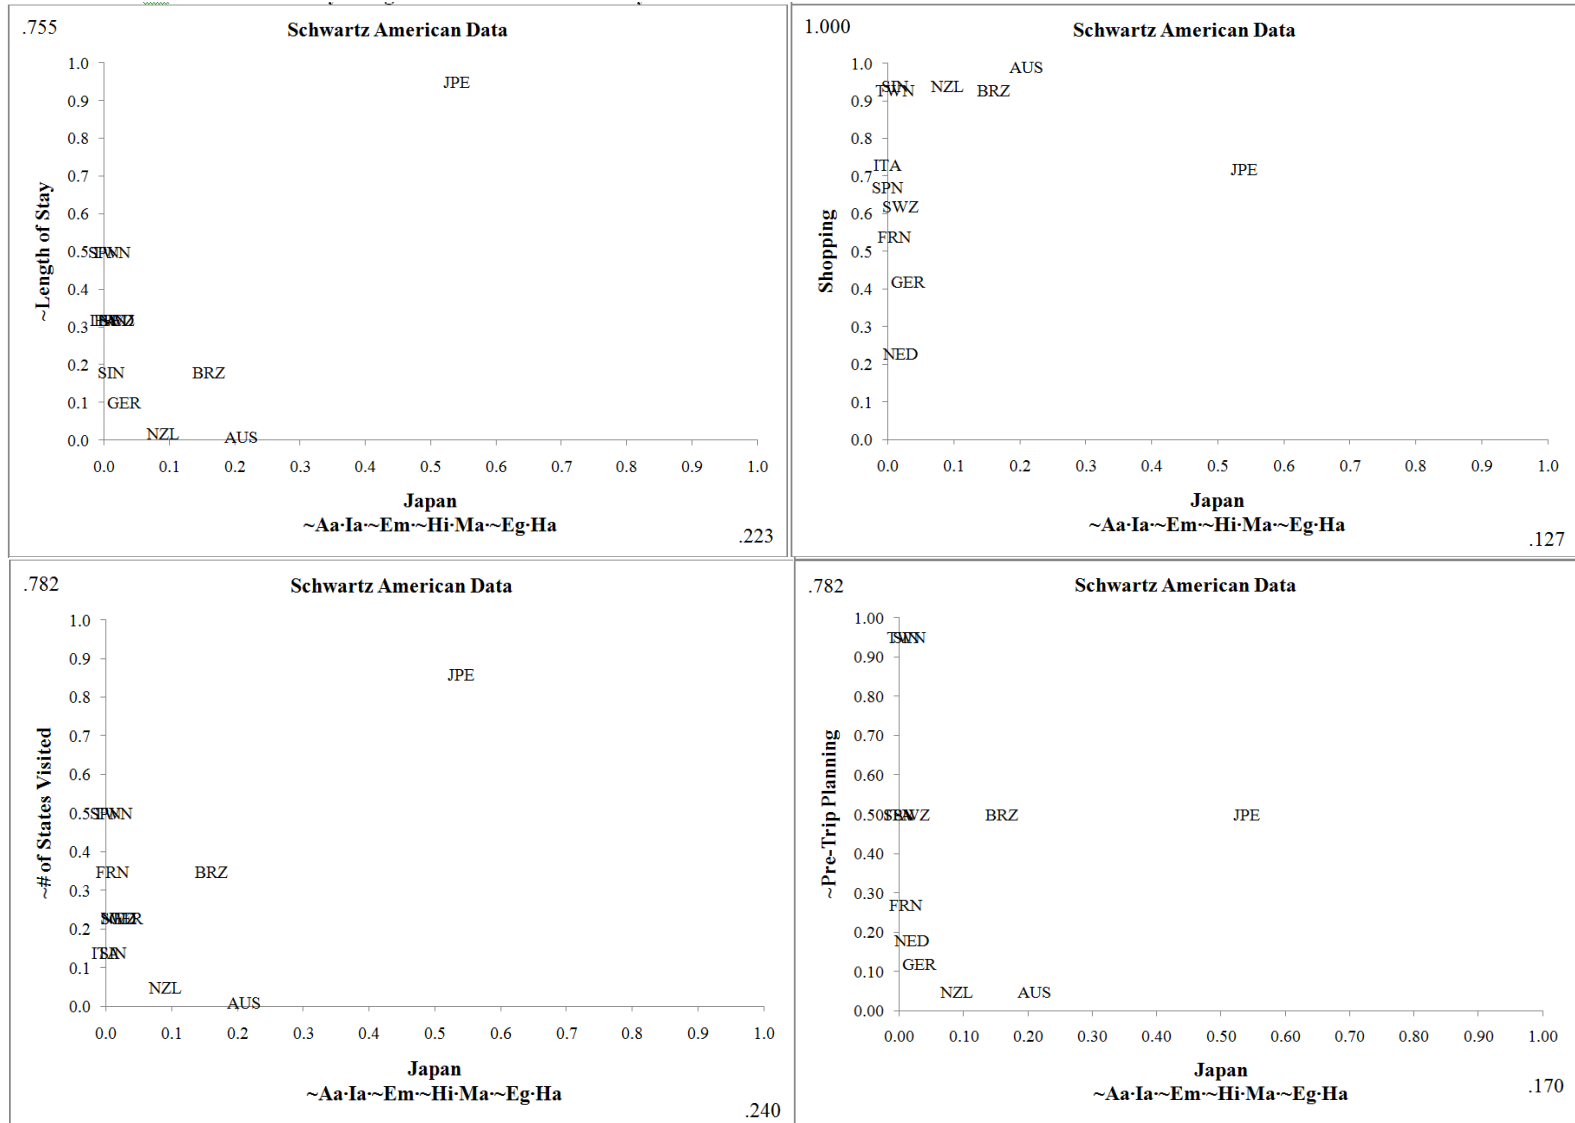 .755
Schwartz American Data
1.0
0.9
0.8
0.7
0.6
0.5
0.4
0.3
0.2
0.1
0.0
~Length of Stay
JPE
SIN
BRZ
GER
NZL
AUS
0.0 0.1 0.2 0.3 0.4 0.5 0.6 0.7 0.8 0.9 1.0
Japan
~Aa·Ia·~Em·~Hi·Ma·~Eg·Ha
.223
1.000
Schwartz American Data
1.0
0.9
0.8
0.7
0.6
0.5
0.4
0.3
0.2
0.1
0.0
Shopping
AUS
SIN
TWN
NZL
BRZ
ITA
JPE
SPN
SWZ
FRN
GER
NED
0.0 0.1 0.2 0.3 0.4 0.5 0.6 0.7 0.8 0.9 1.0
Japan
~Aa·Ia·~Em·~Hi·Ma·~Eg·Ha
.127
.782
Schwartz American Data
1.0
0.9
0.8
0.7
0.6
0.5
0.4
0.3
0.2
0.1
0.0
~# of States Visited
JPE
FRN
BRZ
NZL
AUS
0.0 0.1 0.2 0.3 0.4 0.5 0.6 0.7 0.8 0.9 1.0
Japan
~Aa·Ia·~Em·~Hi·Ma·~Eg·Ha
.240
.782
Schwartz American Data
1.00
0.90
0.80
0.70
0.60
0.50
0.40
0.30
0.20
0.10
0.00
~Pre-Trip Planning
BRZ
JPE
FRN
NED
GER
NZL
AUS
0.00 0.10 0.20 0.30 0.40 0.50 0.60 0.70 0.80 0.90 1.00
Japan
~Aa·Ia·~Em·~Hi·Ma·~Eg·Ha
.170